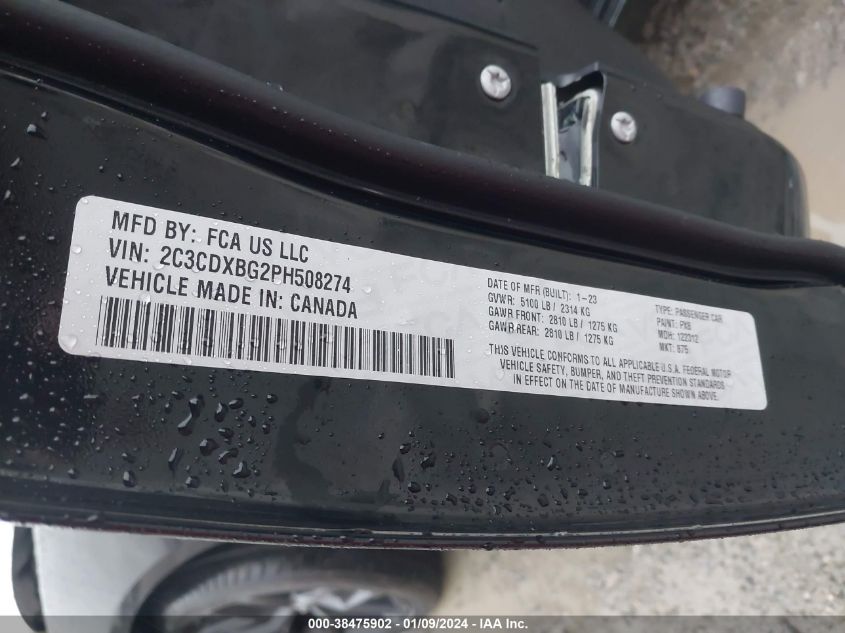 MFD BY: FCA US LLC
VIN: 2C3CDXBG2PH508274
VEHICLE MADE IN: CANADA
DATE OF MFR (BUILT): 1-23
GVWR: 5100 LB / 2314 KG
GAWR FRONT: 2810 LB / 1275 KG
GAWR REAR: 2810 LB / 1275 KG
TYPE: PASSENGER CAR
PAINT: PX8
MDH: 122312
MKT: 675
THIS VEHICLE CONFORMS TO ALL APPLICABLE U.S.A. FEDERAL MOTOR
VEHICLE SAFETY, BUMPER, AND THEFT PREVENTION STANDARDS
IN EFFECT ON THE DATE OF MANUFACTURE SHOWN ABOVE.
000-38475902 - 01/09/2024 - IAA Inc.